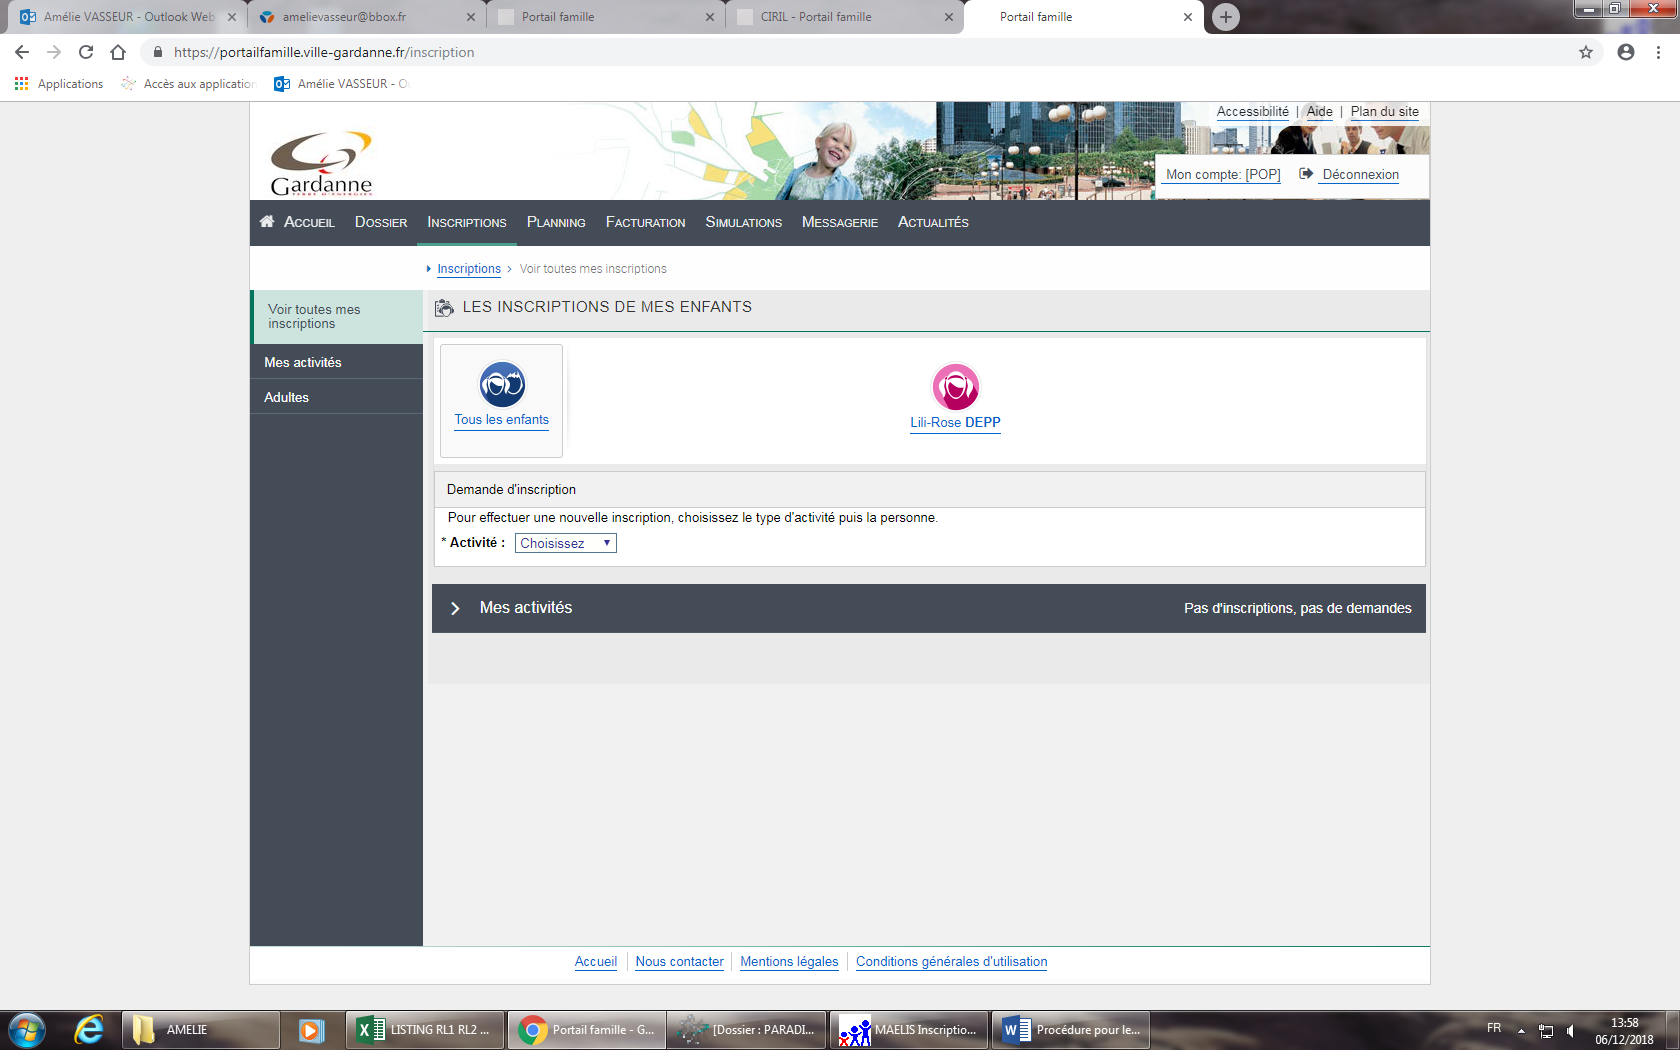 Amélie VASSEUR - Outlook Web
amelievasseur@bbox.fr
Portail famille
CIRIL - Portail famille
Portail famille
https://portailfamille.ville-gardanne.fr/inscription
Applications
Accès aux application
Amélie VASSEUR - Ou
Accessibilité | Aide | Plan du site
Gardanne
TERRE D'ÉNERGIES
Mon compte: [POP] Déconnexion
ACCUEIL DOSSIER INSCRIPTIONS PLANNING FACTURATION SIMULATIONS MESSAGERIE ACTUALITÉS
Inscriptions > Voir toutes mes inscriptions
Voir toutes mes
inscriptions
Mes activités
Adultes
LES INSCRIPTIONS DE MES ENFANTS
Tous les enfants
Lili-Rose DEPP
Demande d'inscription
Pour effectuer une nouvelle inscription, choisissez le type d'activité puis la personne.
* Activité : Choisissez
Mes activités
Pas d'inscriptions, pas de demandes
Accueil
Nous contacter
Mentions légales
Conditions générales d'utilisation
AMELIE
LISTING RL1 RL2 ...
Portail famille - G...
[Dossier : PARADI...
MAELIS Inscriptio...
Procédure pour le...
FR
13:58
06/12/2018